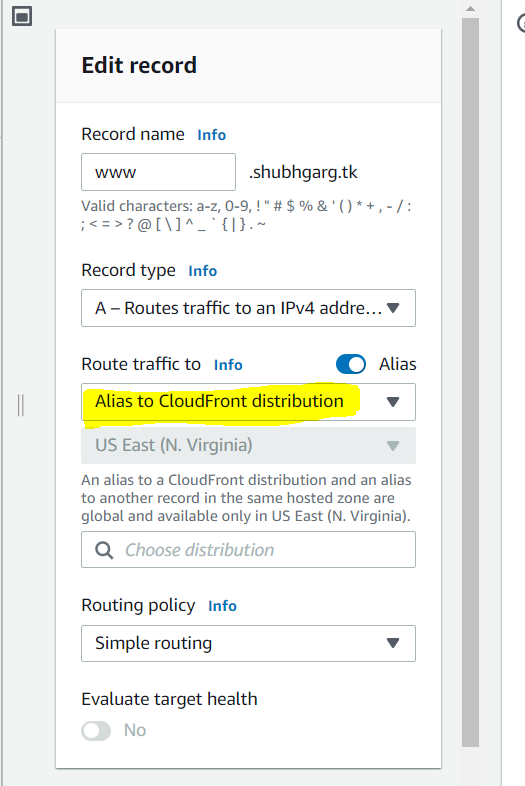 Edit record
Record name Info
www .shubhgarg.tk
Valid characters: a-z, 0-9, ! " # $ % & ' ( ) * + , - / :
; < = > ? @ [ \ ] ^ _ ` { | } . ~
Record type Info
A – Routes traffic to an IPv4 addre...
Route traffic to Info Alias
Alias to CloudFront distribution
US East (N. Virginia)
An alias to a CloudFront distribution and an alias
to another record in the same hosted zone are
global and available only in US East (N. Virginia).
Choose distribution
Routing policy Info
Simple routing
Evaluate target health
No